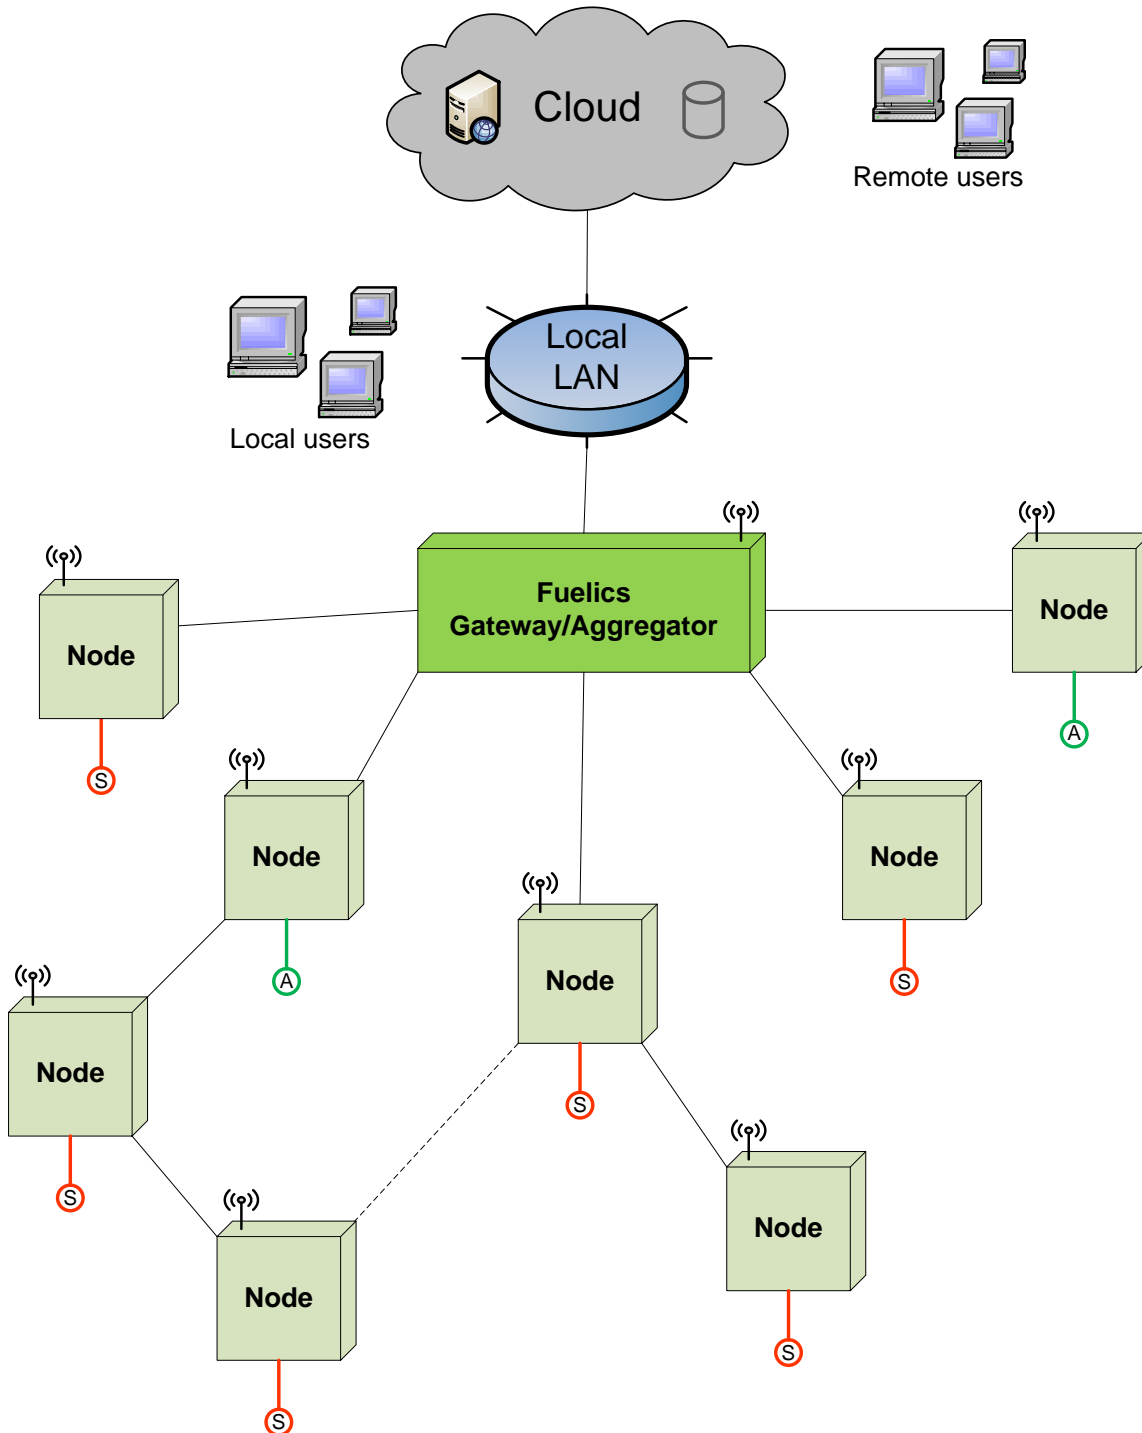 Cloud
Remote users
Local
LAN
Local users
Fuelics
Gateway/Aggregator
Node
Node
A
S
Node
Node
A
Node
S
S
Node
S
Node
S
Node
S
Node
S